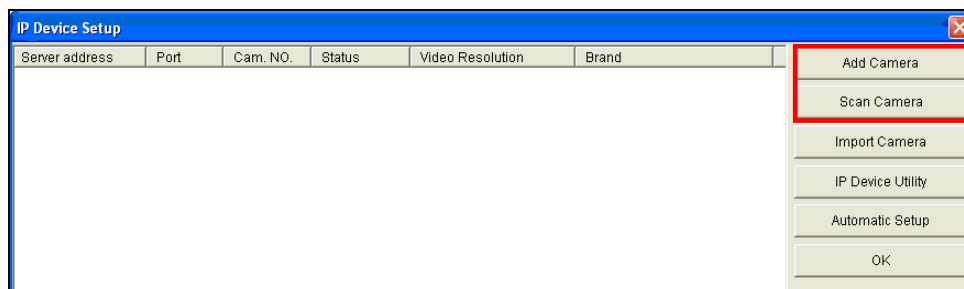 IP Device Setup
Server address Port Cam. NO. Status Video Resolution Brand
Add Camera
Scan Camera
Import Camera
IP Device Utility
Automatic Setup
OK